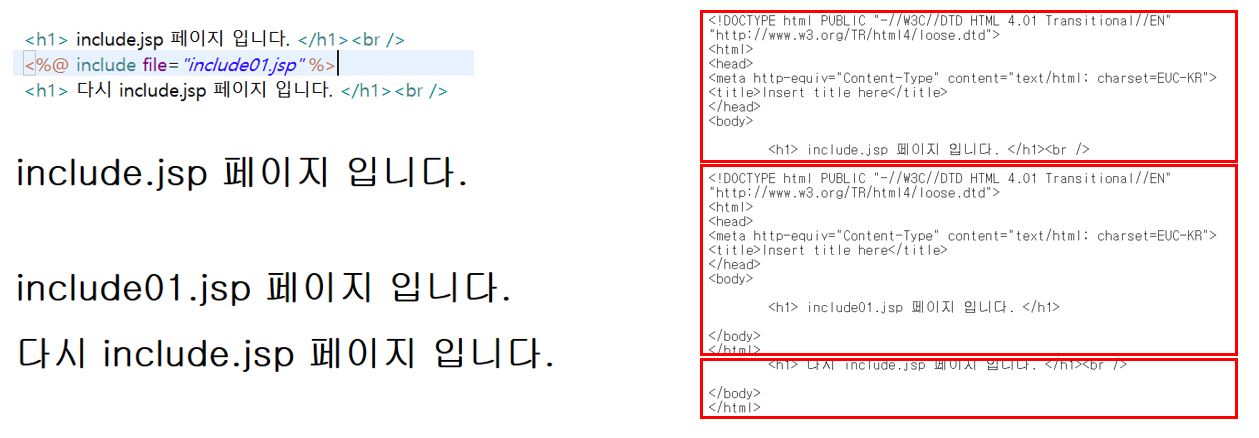 <h1> include.jsp 페이지 입니다. </h1><br />
<%@ include file="include01.jsp" %>
<h1> 다시 include.jsp 페이지 입니다. </h1><br />
include.jsp 페이지 입니다.
include01.jsp 페이지 입니다.
다시 include.jsp 페이지 입니다.
<!DOCTYPE html PUBLIC "-//W3C//DTD HTML 4.01 Transitional//EN"
"http://www.w3.org/TR/html4/loose.dtd">
<html>
<head>
<meta http-equiv="Content-Type" content="text/html; charset=EUC-KR">
<title>Insert title here</title>
</head>
<body>
<h1> include.jsp 페이지 입니다. </h1><br />
<!DOCTYPE html PUBLIC "-//W3C//DTD HTML 4.01 Transitional//EN"
"http://www.w3.org/TR/html4/loose.dtd">
<html>
<head>
<meta http-equiv="Content-Type" content="text/html; charset=EUC-KR">
<title>Insert title here</title>
</head>
<body>
<h1> include01.jsp 페이지 입니다. </h1>
</body>
</html>
<h1> 다시 include.jsp 페이지 입니다. </h1><br />
</body>
</html>